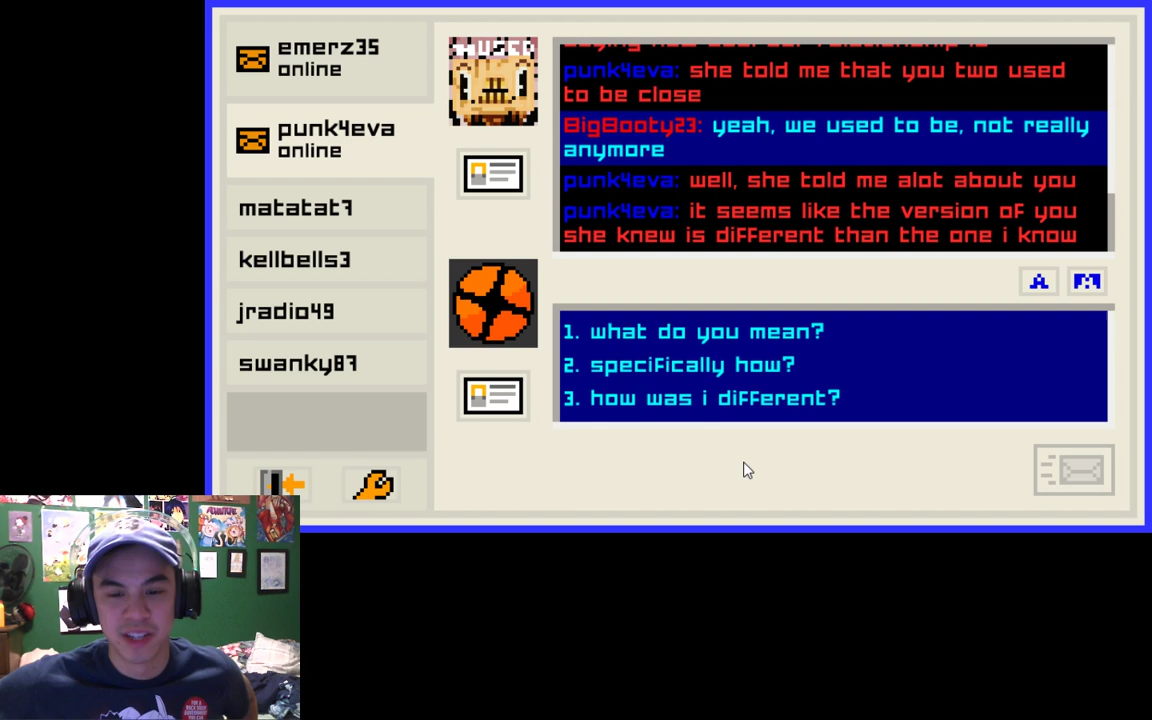 emerz35
online
punk4eva
online
matatat7
kellbells3
jradio49
swanky87
USED
punk4eva: she told me that you two used
to be close
BigBooty23: yeah, we used to be, not really
anymore
punk4eva: well, she told me alot about you
punk4eva: it seems like the version of you
she knew is different than the one i know
A
1. what do you mean?
2. specifically how?
3. how was i different?